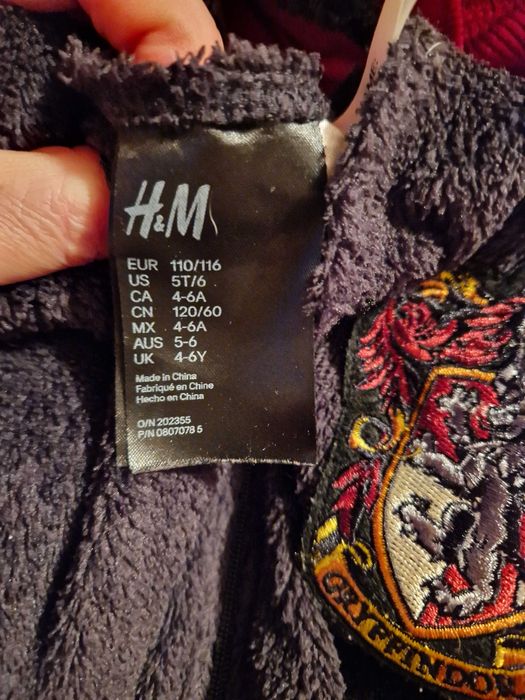 H&M
EUR 110/116
US 5T/6
CA 4-6A
CN 120/60
MX 4-6A
AUS 5-6
UK 4-6Y
Made in China
Fabriqué en Chine
Hecho en China
O/N 202355
P/N 0807078 5
GRYFFINDOR